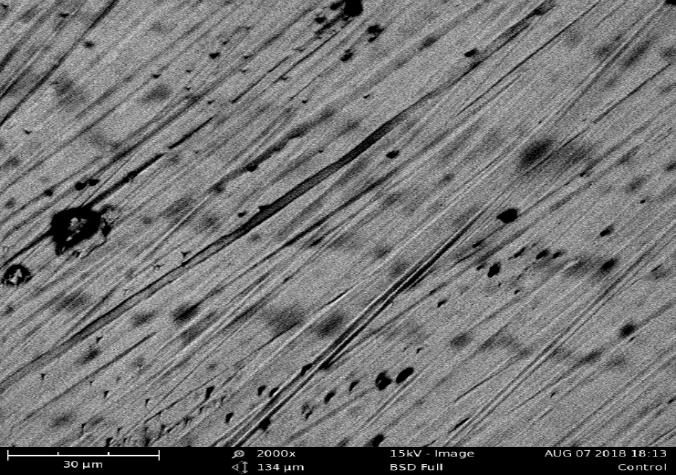 30 µm
2000x
134 µm
15kV - Image
BSD Full
AUG 07 2018 18:13
Control